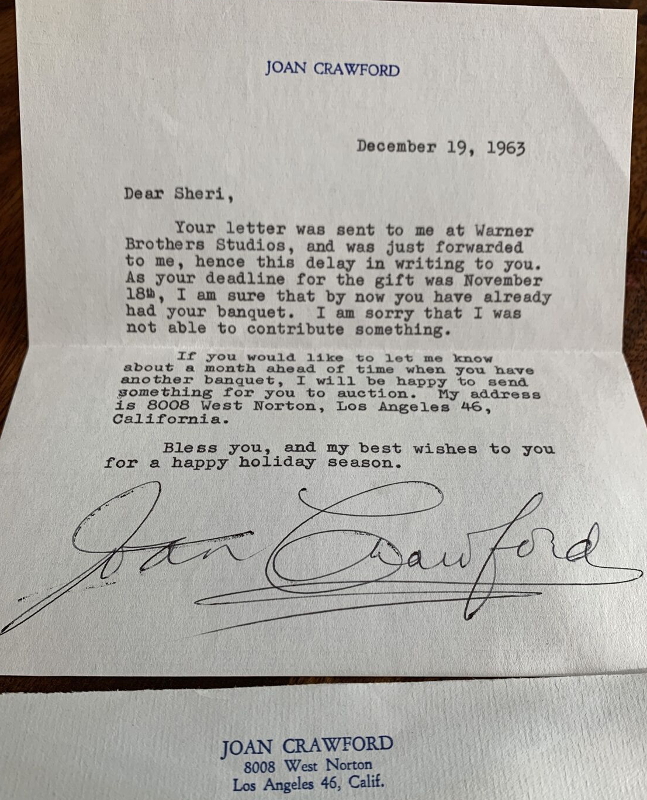 JOAN CRAWFORD
December 19, 1963
Dear Sheri,
Your letter was sent to me at Warner
Brothers Studios, and was just forwarded
to me, hence this delay in writing to you.
As your deadline for the gift was November
18th, I am sure that by now you have already
had your banquet.  I am sorry that I was
not able to contribute something.
If you would like to let me know
about a month ahead of time when you have
another banquet, I will be happy to send
something for you to auction.  My address
is 8008 West Norton, Los Angeles 46,
California.
Bless you, and my best wishes to you
for a happy holiday season.
Joan Crawford
JOAN CRAWFORD
8008 West Norton
Los Angeles 46, Calif.